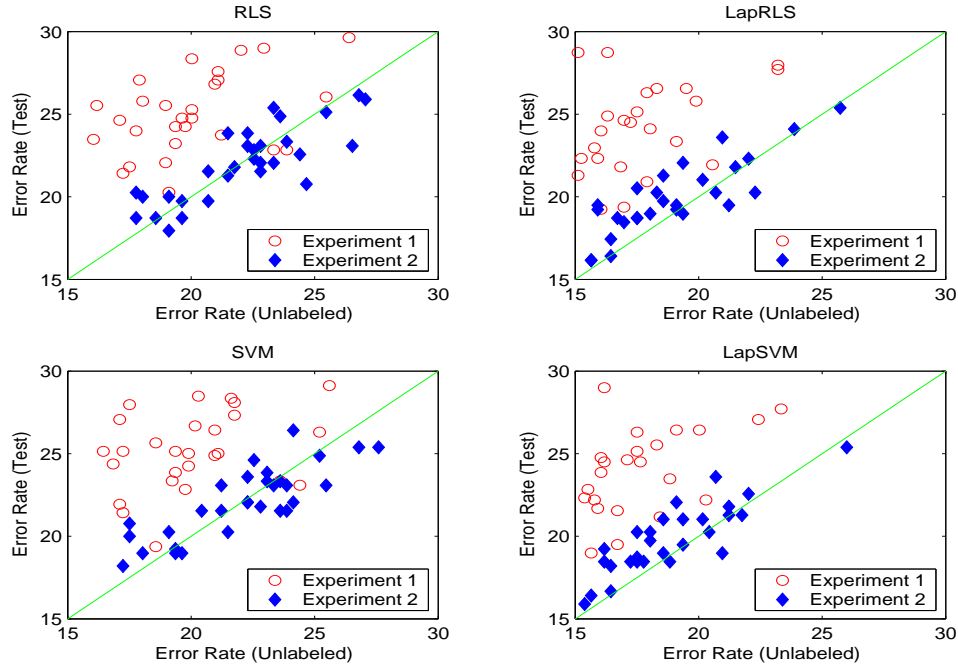 RLS
30
25
20
15
Error Rate (Test)
Experiment 1
Experiment 2
15 20 25 30
Error Rate (Unlabeled)
LapRLS
30
25
20
15
Error Rate (Test)
Experiment 1
Experiment 2
15 20 25 30
Error Rate (Unlabeled)
SVM
30
25
20
15
Error Rate (Test)
Experiment 1
Experiment 2
15 20 25 30
Error Rate (Unlabeled)
LapSVM
30
25
20
15
Error Rate (Test)
Experiment 1
Experiment 2
15 20 25 30
Error Rate (Unlabeled)